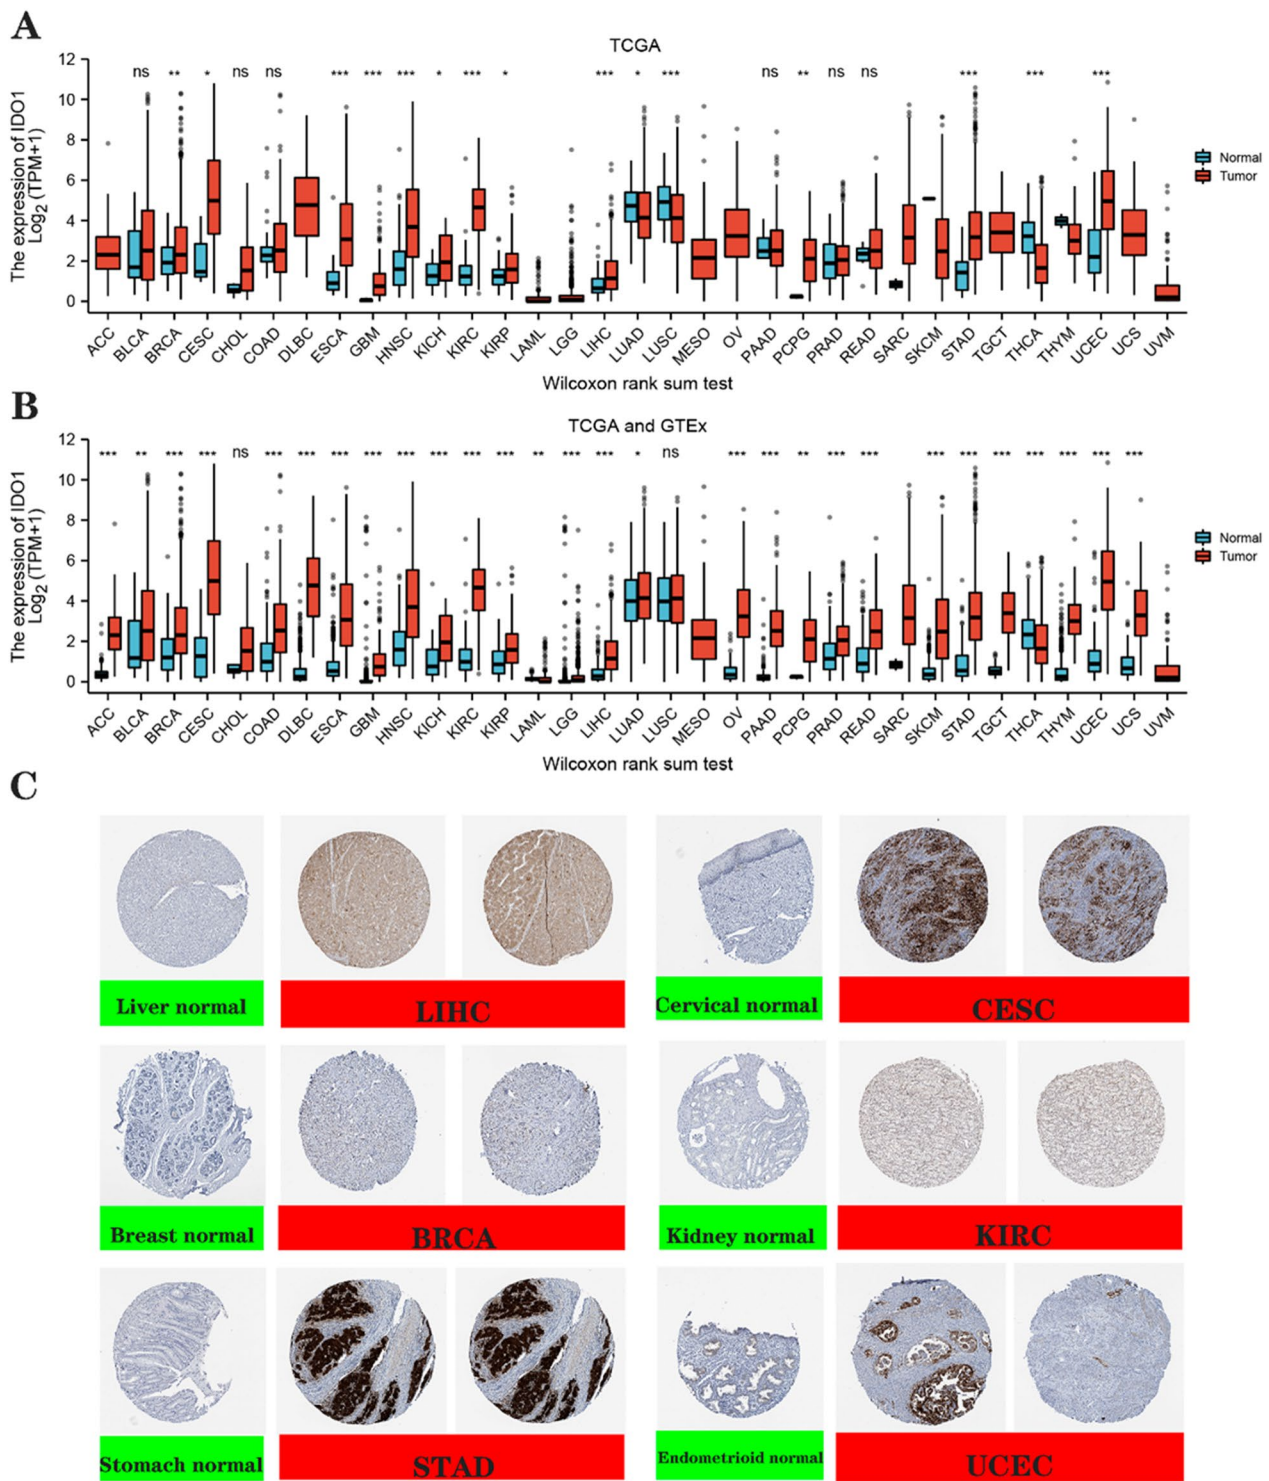 A
TCGA
The expression of IDO1
Log2 (TPM+1)
12
10
8
6
4
2
0
ns ** * ns ns *** *** *** * *** * *** * *** ns ** ns ns *** *** ***
Normal
Tumor
ACC BLCA BRCA CESC CHOL COAD DLBC ESCA GBM HNSC KICH KIRC KIRP LAML LGG LIHC LUAD LUSC MESO OV PAAD PCPG PRAD READ SARC SKCM STAD TGCT THCA THYM UCEC UCS UVM
Wilcoxon rank sum test
B
TCGA and GTEx
The expression of IDO1
Log2 (TPM+1)
12
10
8
6
4
2
0
*** ** *** *** ns *** *** *** *** *** *** *** *** ** *** *** * ns *** *** ** *** *** *** *** *** *** *** *** ***
Normal
Tumor
ACC BLCA BRCA CESC CHOL COAD DLBC ESCA GBM HNSC KICH KIRC KIRP LAML LGG LIHC LUAD LUSC MESO OV PAAD PCPG PRAD READ SARC SKCM STAD TGCT THCA THYM UCEC UCS UVM
Wilcoxon rank sum test
C
Liver normal
LIHC
Cervical normal
CESC
Breast normal
BRCA
Kidney normal
KIRC
Stomach normal
STAD
Endometrioid normal
UCEC